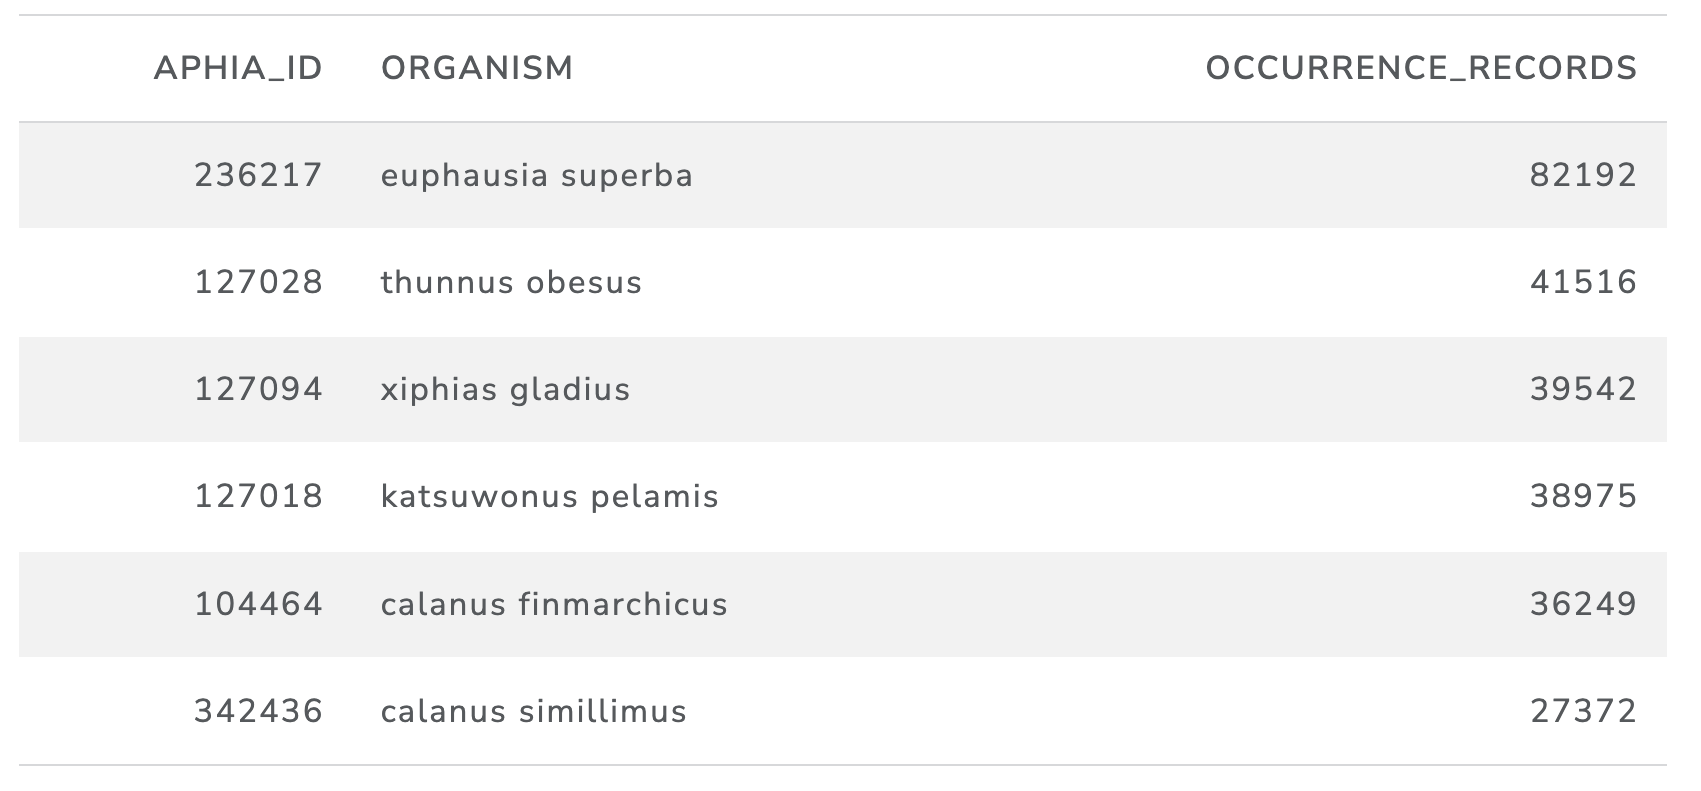 APHIA_ID ORGANISM OCCURRENCE_RECORDS
236217 euphausia superba 82192
127028 thunnus obesus 41516
127094 xiphias gladius 39542
127018 katsuwonus pelamis 38975
104464 calanus finmarchicus 36249
342436 calanus simillimus 27372